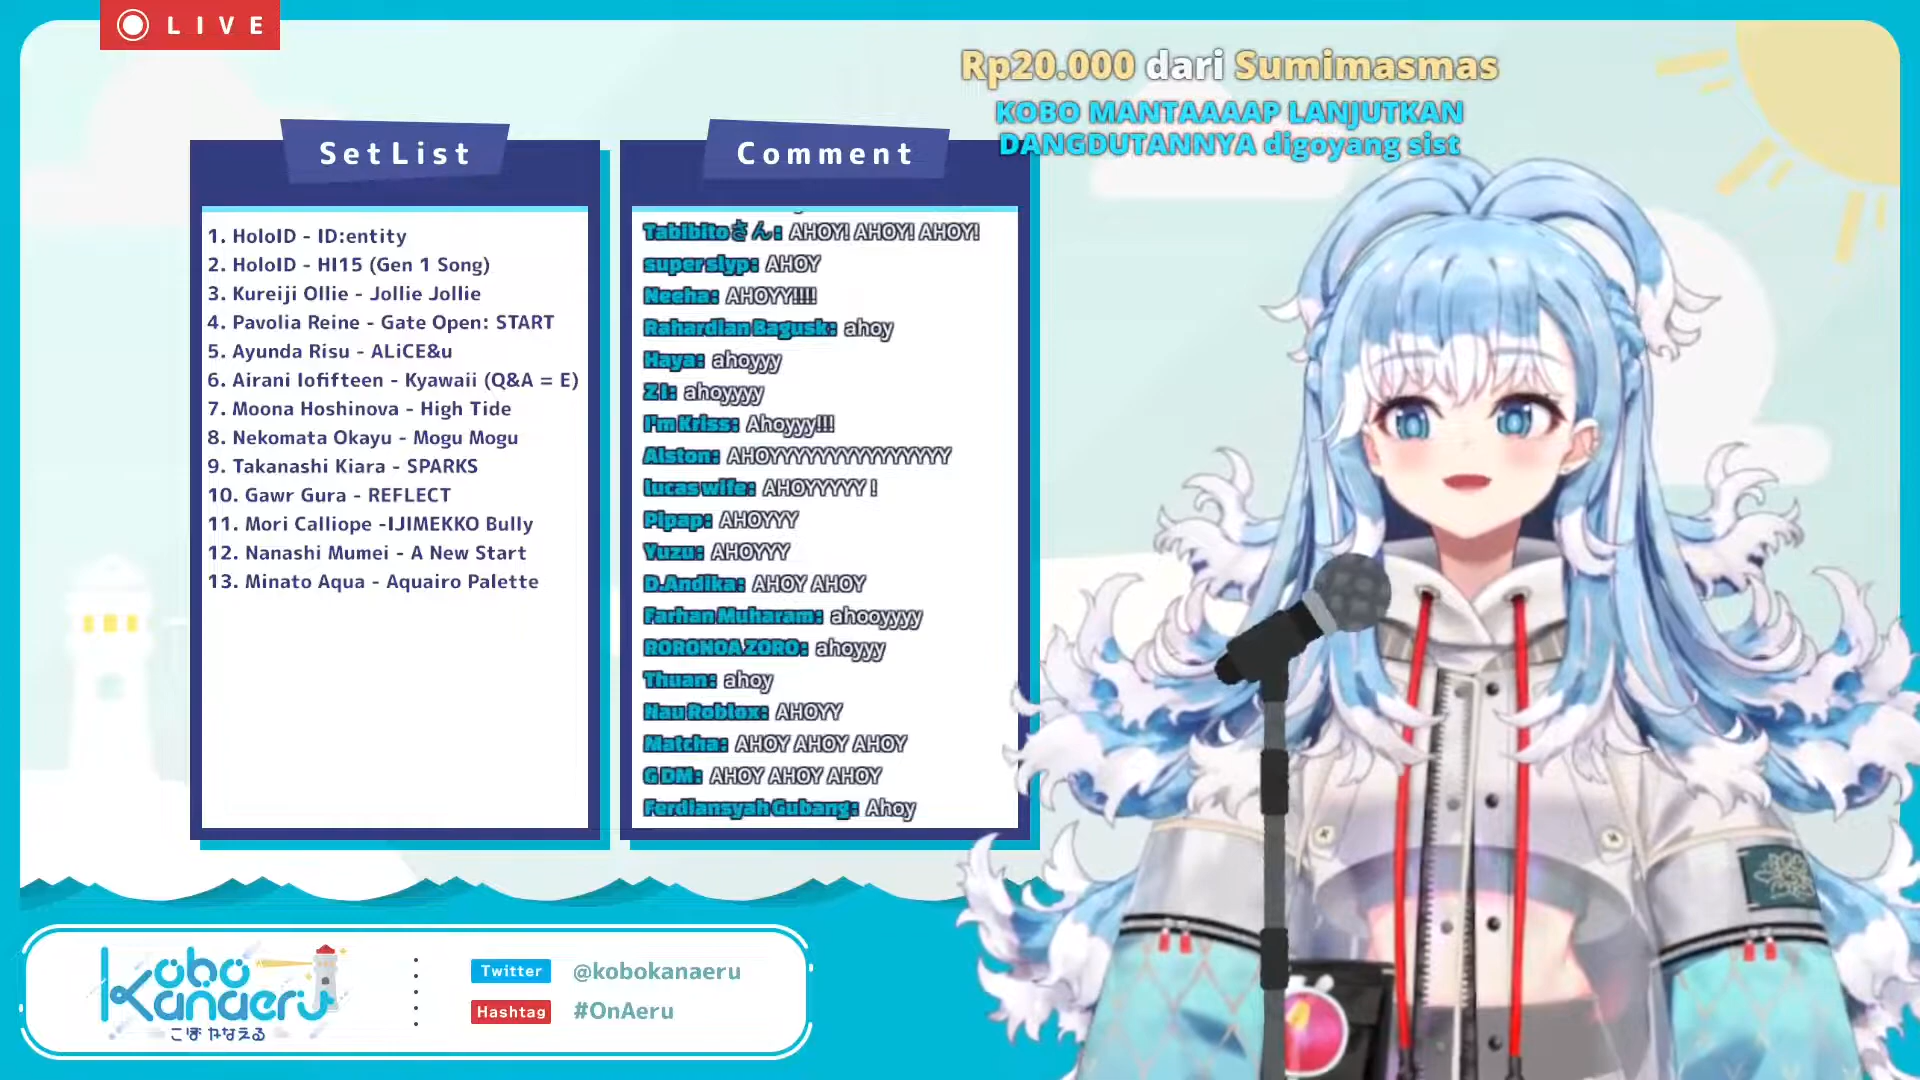 LIVE
Rp20.000 dari Sumimasmas
KOBO MANTAAAAP LANJUTKAN
DANGDUTANNYA digoyang sist
SetList
1. HoloID - ID:entity
2. HoloID - HI15 (Gen 1 Song)
3. Kureiji Ollie - Jollie Jollie
4. Pavolia Reine - Gate Open: START
5. Ayunda Risu - ALiCE&u
6. Airani Iofifteen - Kyawaii (Q&A = E)
7. Moona Hoshinova - High Tide
8. Nekomata Okayu - Mogu Mogu
9. Takanashi Kiara - SPARKS
10. Gawr Gura - REFLECT
11. Mori Calliope -IJIMEKKO Bully
12. Nanashi Mumei - A New Start
13. Minato Aqua - Aquairo Palette
Comment
Tabibitoさん: AHOY! AHOY! AHOY!
superslyp: AHOY
Neeha: AHOYY!!!!
Rahardian Bagusk: ahoy
Haya: ahoyyy
Z I: ahoyyyy
I'm Kriss: Ahoyyy!!!
Alston: AHOYYYYYYYYYYYYYYY
lucas wife: AHOYYYYY !
Pipap: AHOYYY
Yuzu: AHOYYY
D.Andika: AHOY AHOY
Farhan Muharam: ahooyyyy
RORONOA ZORO: ahoyyy
Thuan: ahoy
Nau Roblox: AHOYY
Matcha: AHOY AHOY AHOY
G DM: AHOY AHOY AHOY
Ferdiansyah Gubang: Ahoy
Kobo
Kanaeru
こぼ かなえる
Twitter @kobokanaeru
Hashtag #OnAeru